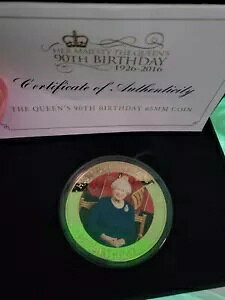 HER MAJESTY THE QUEEN'S
90TH BIRTHDAY
1926-2016
Certificate of Authenticity
THE QUEEN'S 90TH BIRTHDAY 65MM COIN